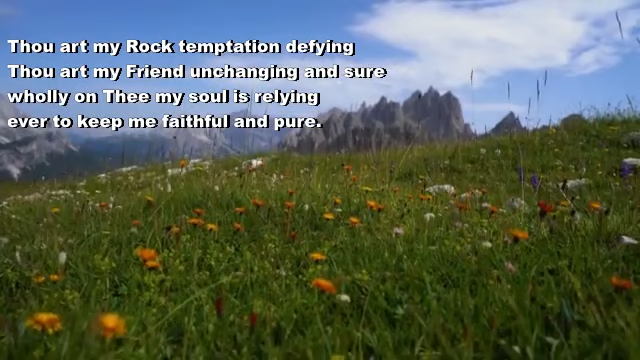 Thou art my Rock temptation defying
Thou art my Friend unchanging and sure
wholly on Thee my soul is relying
ever to keep me faithful and pure.